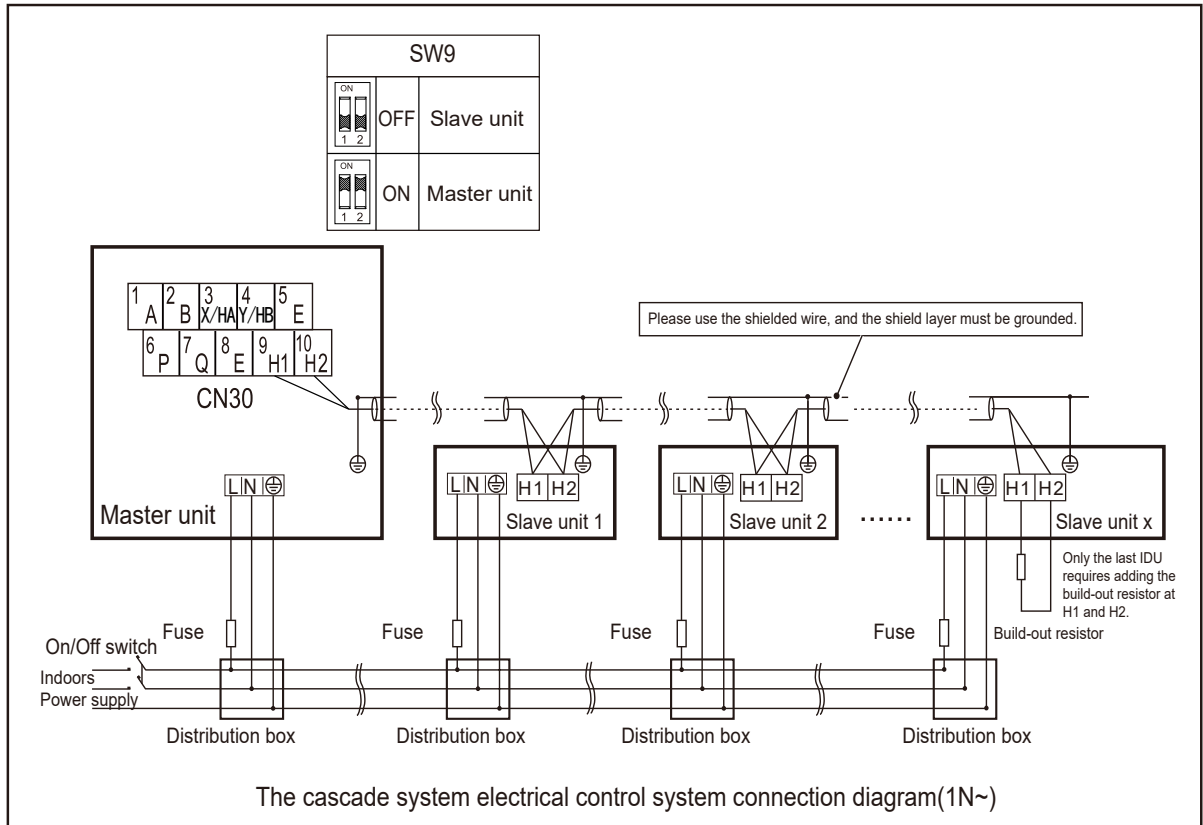 SW9
ON
1 2
OFF
Slave unit
ON
1 2
ON
Master unit
1 A
2 B
3 X/HA
4 Y/HB
5 E
6 P
7 Q
8 E
9 H1
10 H2
CN30
Please use the shielded wire, and the shield layer must be grounded.
L N
Master unit
L N
H1 H2
Slave unit 1
L N
H1 H2
Slave unit 2
......
L N
H1 H2
Slave unit x
Only the last IDU
requires adding the
build-out resistor at
H1 and H2.
Build-out resistor
Fuse
Fuse
Fuse
Fuse
On/Off switch
Indoors
Power supply
Distribution box
Distribution box
Distribution box
Distribution box
The cascade system electrical control system connection diagram(1N~)